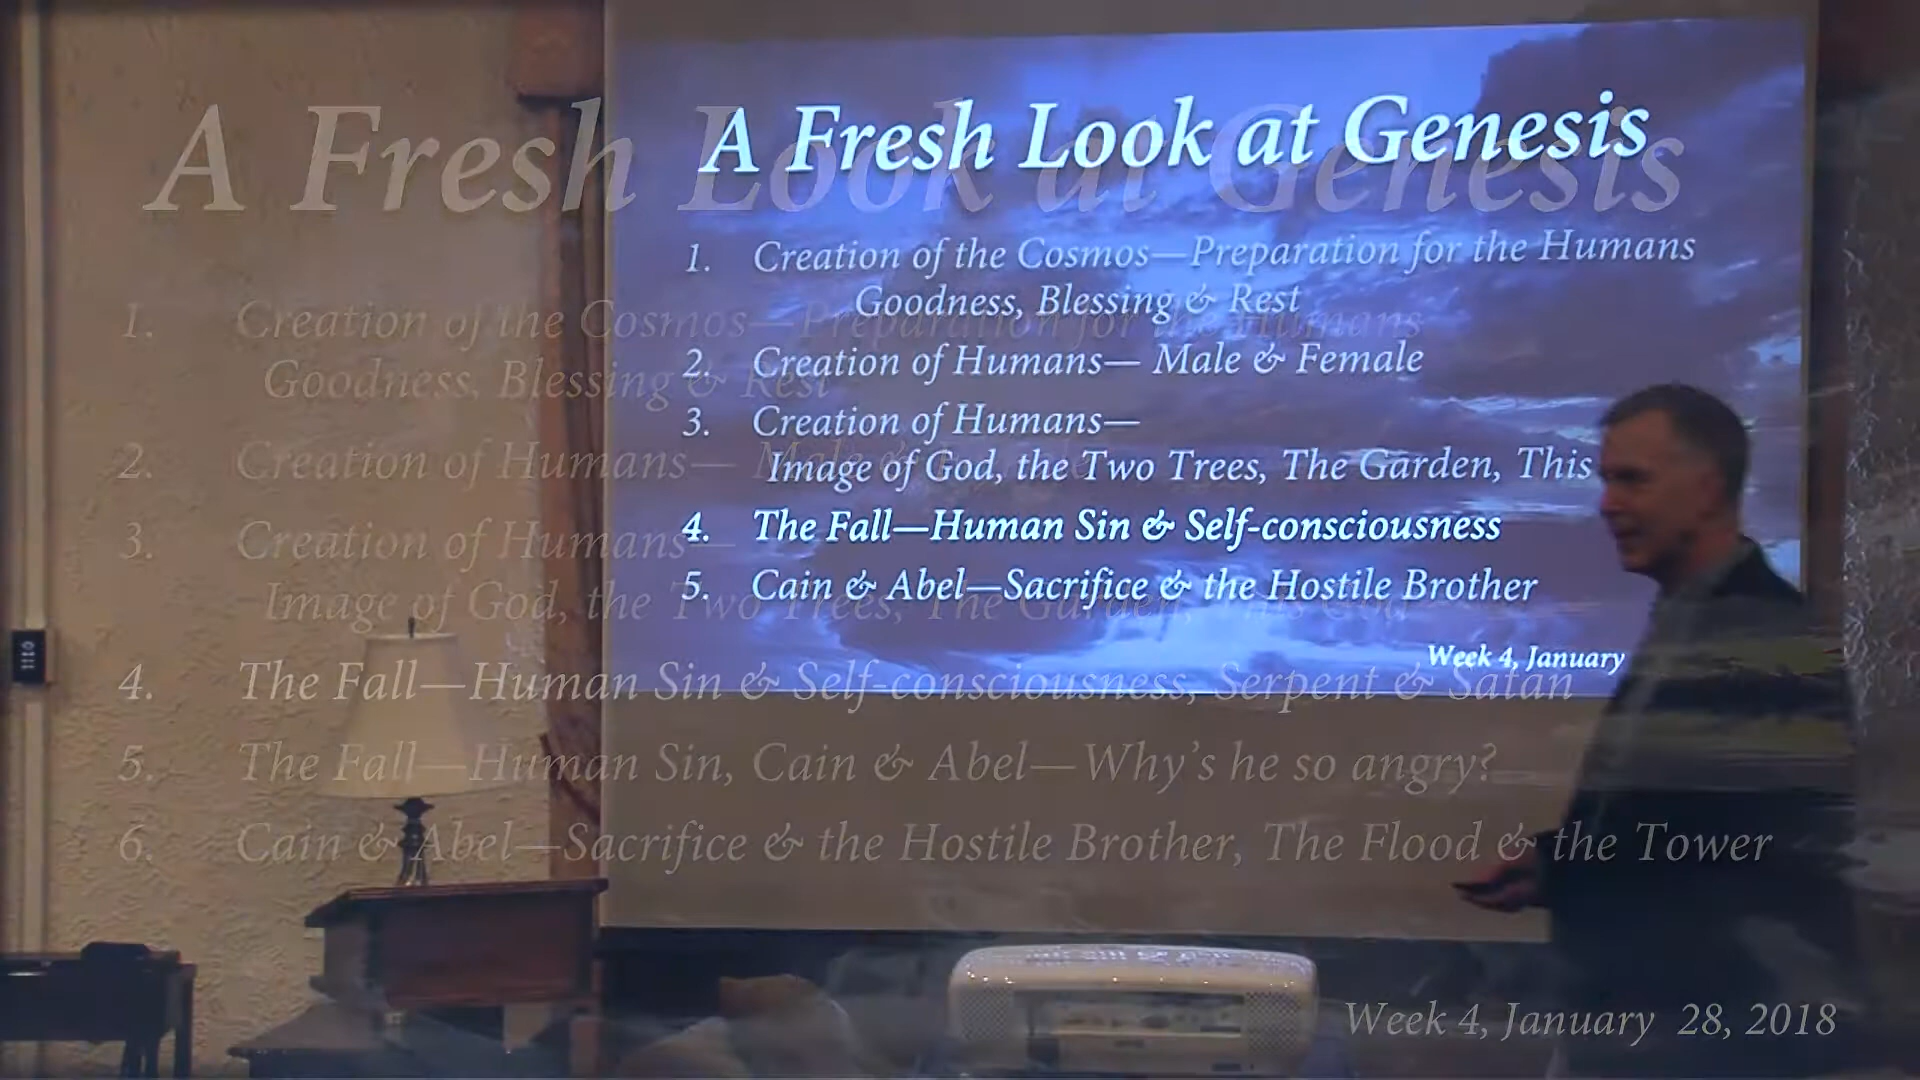 A Fresh Look at Genesis
1. Creation of the Cosmos—Preparation for the Humans
Goodness, Blessing & Rest
2. Creation of Humans— Male & Female
3. Creation of Humans—
Image of God, the Two Trees, The Garden, This
4. The Fall—Human Sin & Self-consciousness
5. Cain & Abel—Sacrifice & the Hostile Brother
Week 4, January
A Fresh Look at Genesis
1. Creation of the Cosmos—Preparation for the Humans
Goodness, Blessing & Rest
2. Creation of Humans— Male &
3. Creation of Humans—
Image of God, the Two Trees, The Garden, This God
4. The Fall—Human Sin & Self-consciousness, Serpent & Satan
5. The Fall—Human Sin, Cain & Abel—Why's he so angry?
6. Cain & Abel—Sacrifice & the Hostile Brother, The Flood & the Tower
Week 4, January 28, 2018